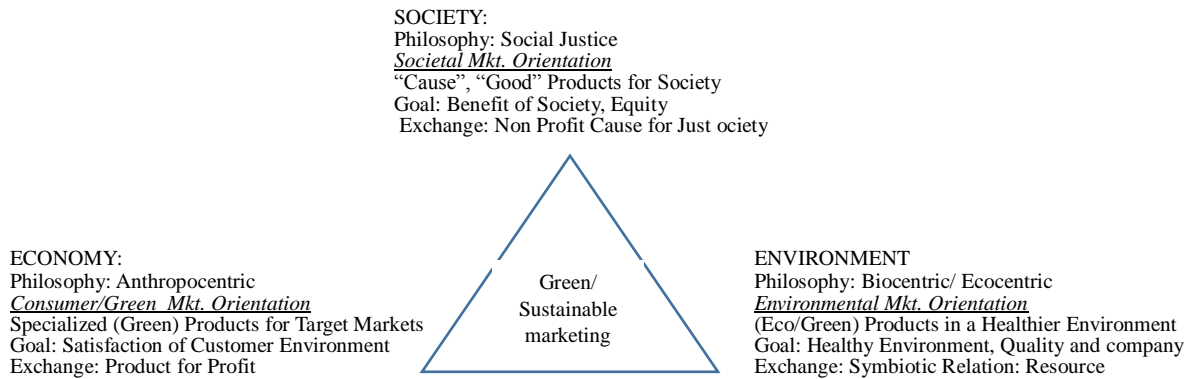 SOCIETY:
Philosophy: Social Justice
Societal Mkt. Orientation
“Cause”, “Good” Products for Society
Goal: Benefit of Society, Equity
Exchange: Non Profit Cause for Just ociety
ECONOMY:
Philosophy: Anthropocentric
Consumer/Green Mkt. Orientation
Specialized (Green) Products for Target Markets
Goal: Satisfaction of Customer Environment
Exchange: Product for Profit
Green/
Sustainable
marketing
ENVIRONMENT
Philosophy: Biocentric/ Ecocentric
Environmental Mkt. Orientation
(Eco/Green) Products in a Healthier Environment
Goal: Healthy Environment, Quality and company
Exchange: Symbiotic Relation: Resource